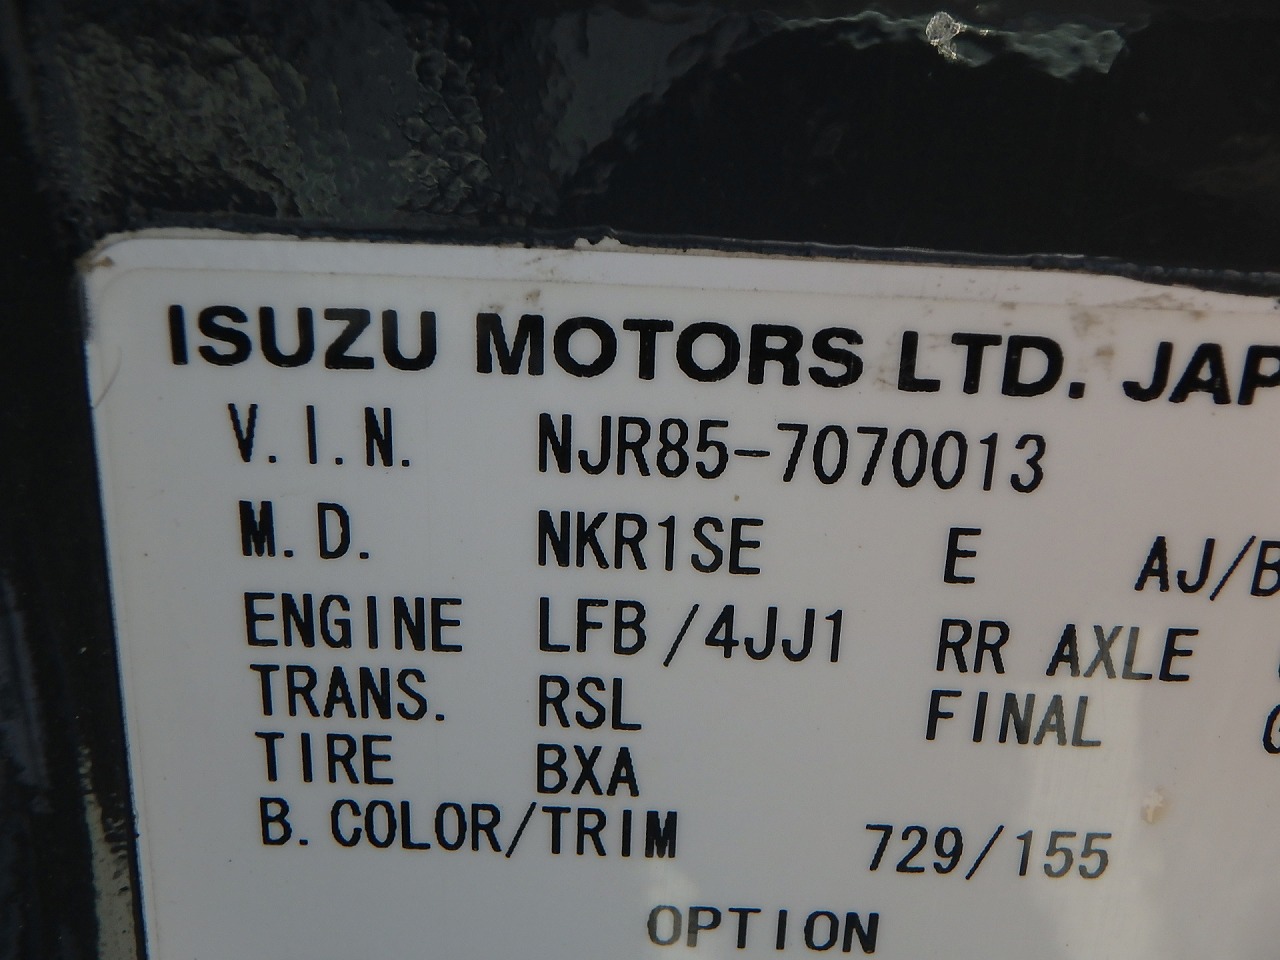 ISUZU MOTORS LTD. JAP
V.I.N. NJR85-7070013
M.D. NKR1SE E AJ/B
ENGINE LFB/4JJ1 RR AXLE
TRANS. RSL FINAL
TIRE BXA
B.COLOR/TRIM 729/155
OPTION